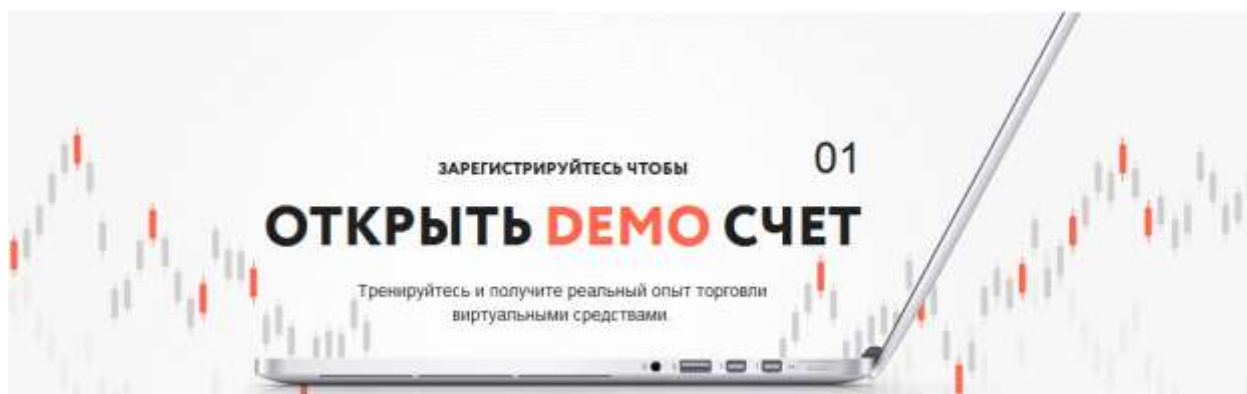 ЗАРЕГИСТРИРУЙТЕСЬ ЧТОБЫ
01
ОТКРЫТЬ DEMO СЧЕТ
Тренируйтесь и получите реальный опыт торговли
виртуальными средствами